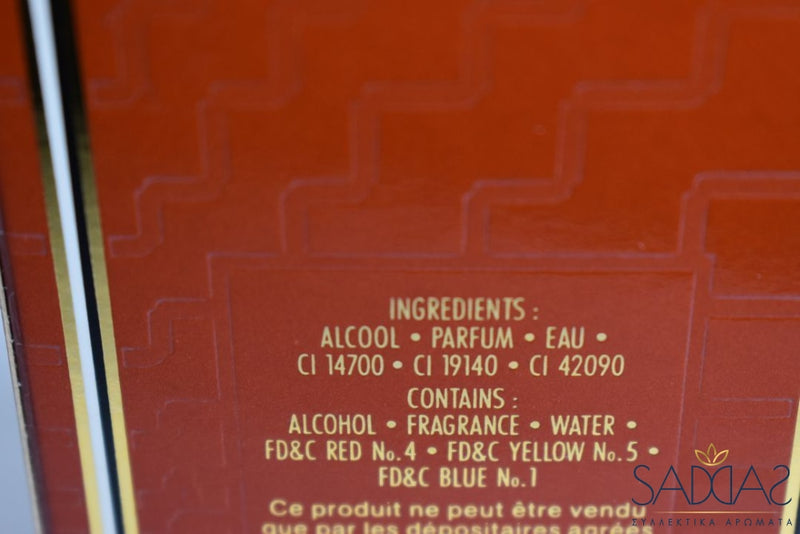 INGREDIENTS :
ALCOOL • PARFUM • EAU •
CI 14700 • CI 19140 • CI 42090
CONTAINS :
ALCOHOL • FRAGRANCE • WATER •
FD&C RED No.4 • FD&C YELLOW No.5 •
FD&C BLUE No.1
Ce produit ne peut être vendu
que par les dépositaires agréés
SADDAS
ΣΥΛΛΕΚΤΙΚΑ ΑΡΩΜΑΤΑ